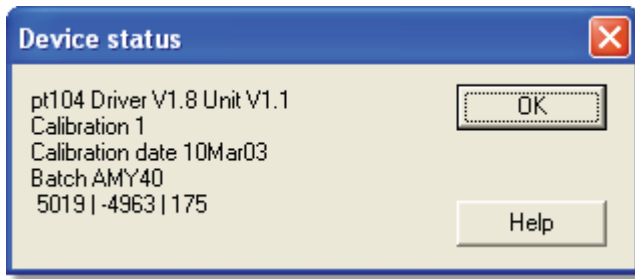 Device status
pt104 Driver V1.8 Unit V1.1
Calibration 1
Calibration date 10Mar03
Batch AMY40
5019 | -4963 | 175
OK
Help